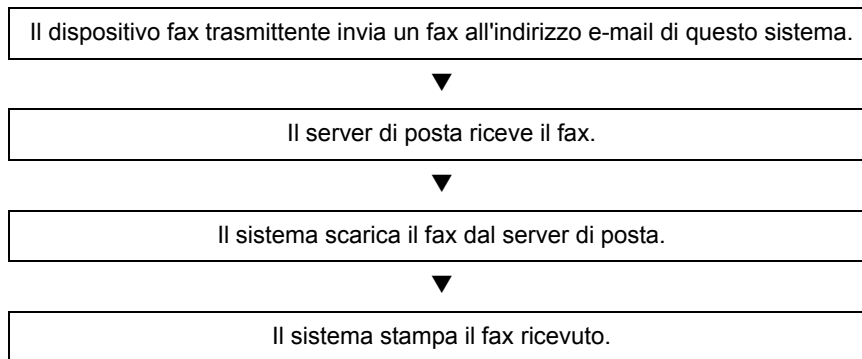 Il dispositivo fax trasmittente invia un fax all'indirizzo e-mail di questo sistema.
Il server di posta riceve il fax.
Il sistema scarica il fax dal server di posta.
Il sistema stampa il fax ricevuto.